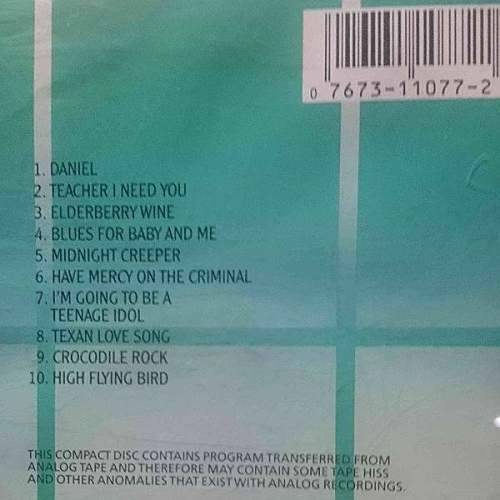 0 7673-11077-2
1. DANIEL
2. TEACHER I NEED YOU
3. ELDERBERRY WINE
4. BLUES FOR BABY AND ME
5. MIDNIGHT CREEPER
6. HAVE MERCY ON THE CRIMINAL
7. I'M GOING TO BE A
TEENAGE IDOL
8. TEXAN LOVE SONG
9. CROCODILE ROCK
10. HIGH FLYING BIRD
THIS COMPACT DISC CONTAINS PROGRAM TRANSFERRED FROM
ANALOG TAPE AND THEREFORE MAY CONTAIN SOME TAPE HISS
AND OTHER ANOMALIES THAT EXIST WITH ANALOG RECORDINGS.